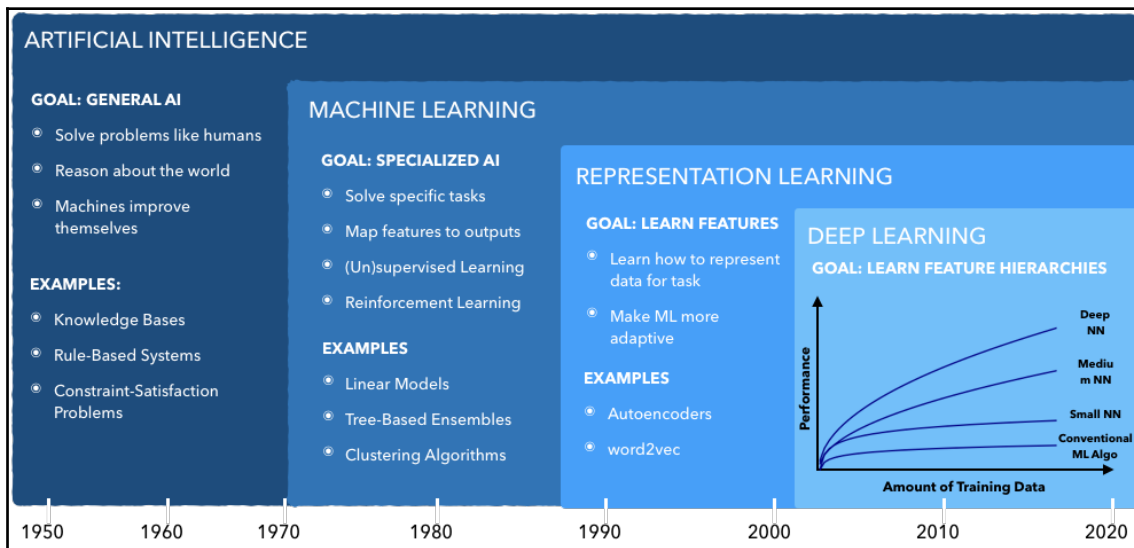 ARTIFICIAL INTELLIGENCE
GOAL: GENERAL AI
Solve problems like humans
Reason about the world
Machines improve
themselves
EXAMPLES:
Knowledge Bases
Rule-Based Systems
Constraint-Satisfaction
Problems
MACHINE LEARNING
GOAL: SPECIALIZED AI
Solve specific tasks
Map features to outputs
(Un)supervised Learning
Reinforcement Learning
EXAMPLES
Linear Models
Tree-Based Ensembles
Clustering Algorithms
REPRESENTATION LEARNING
GOAL: LEARN FEATURES
Learn how to represent
data for task
Make ML more
adaptive
EXAMPLES
Autoencoders
word2vec
DEEP LEARNING
GOAL: LEARN FEATURE HIERARCHIES
Performance
Deep
NN
Mediu
m NN
Small NN
Conventional
ML Algo
Amount of Training Data
1950 1960 1970 1980 1990 2000 2010 2020